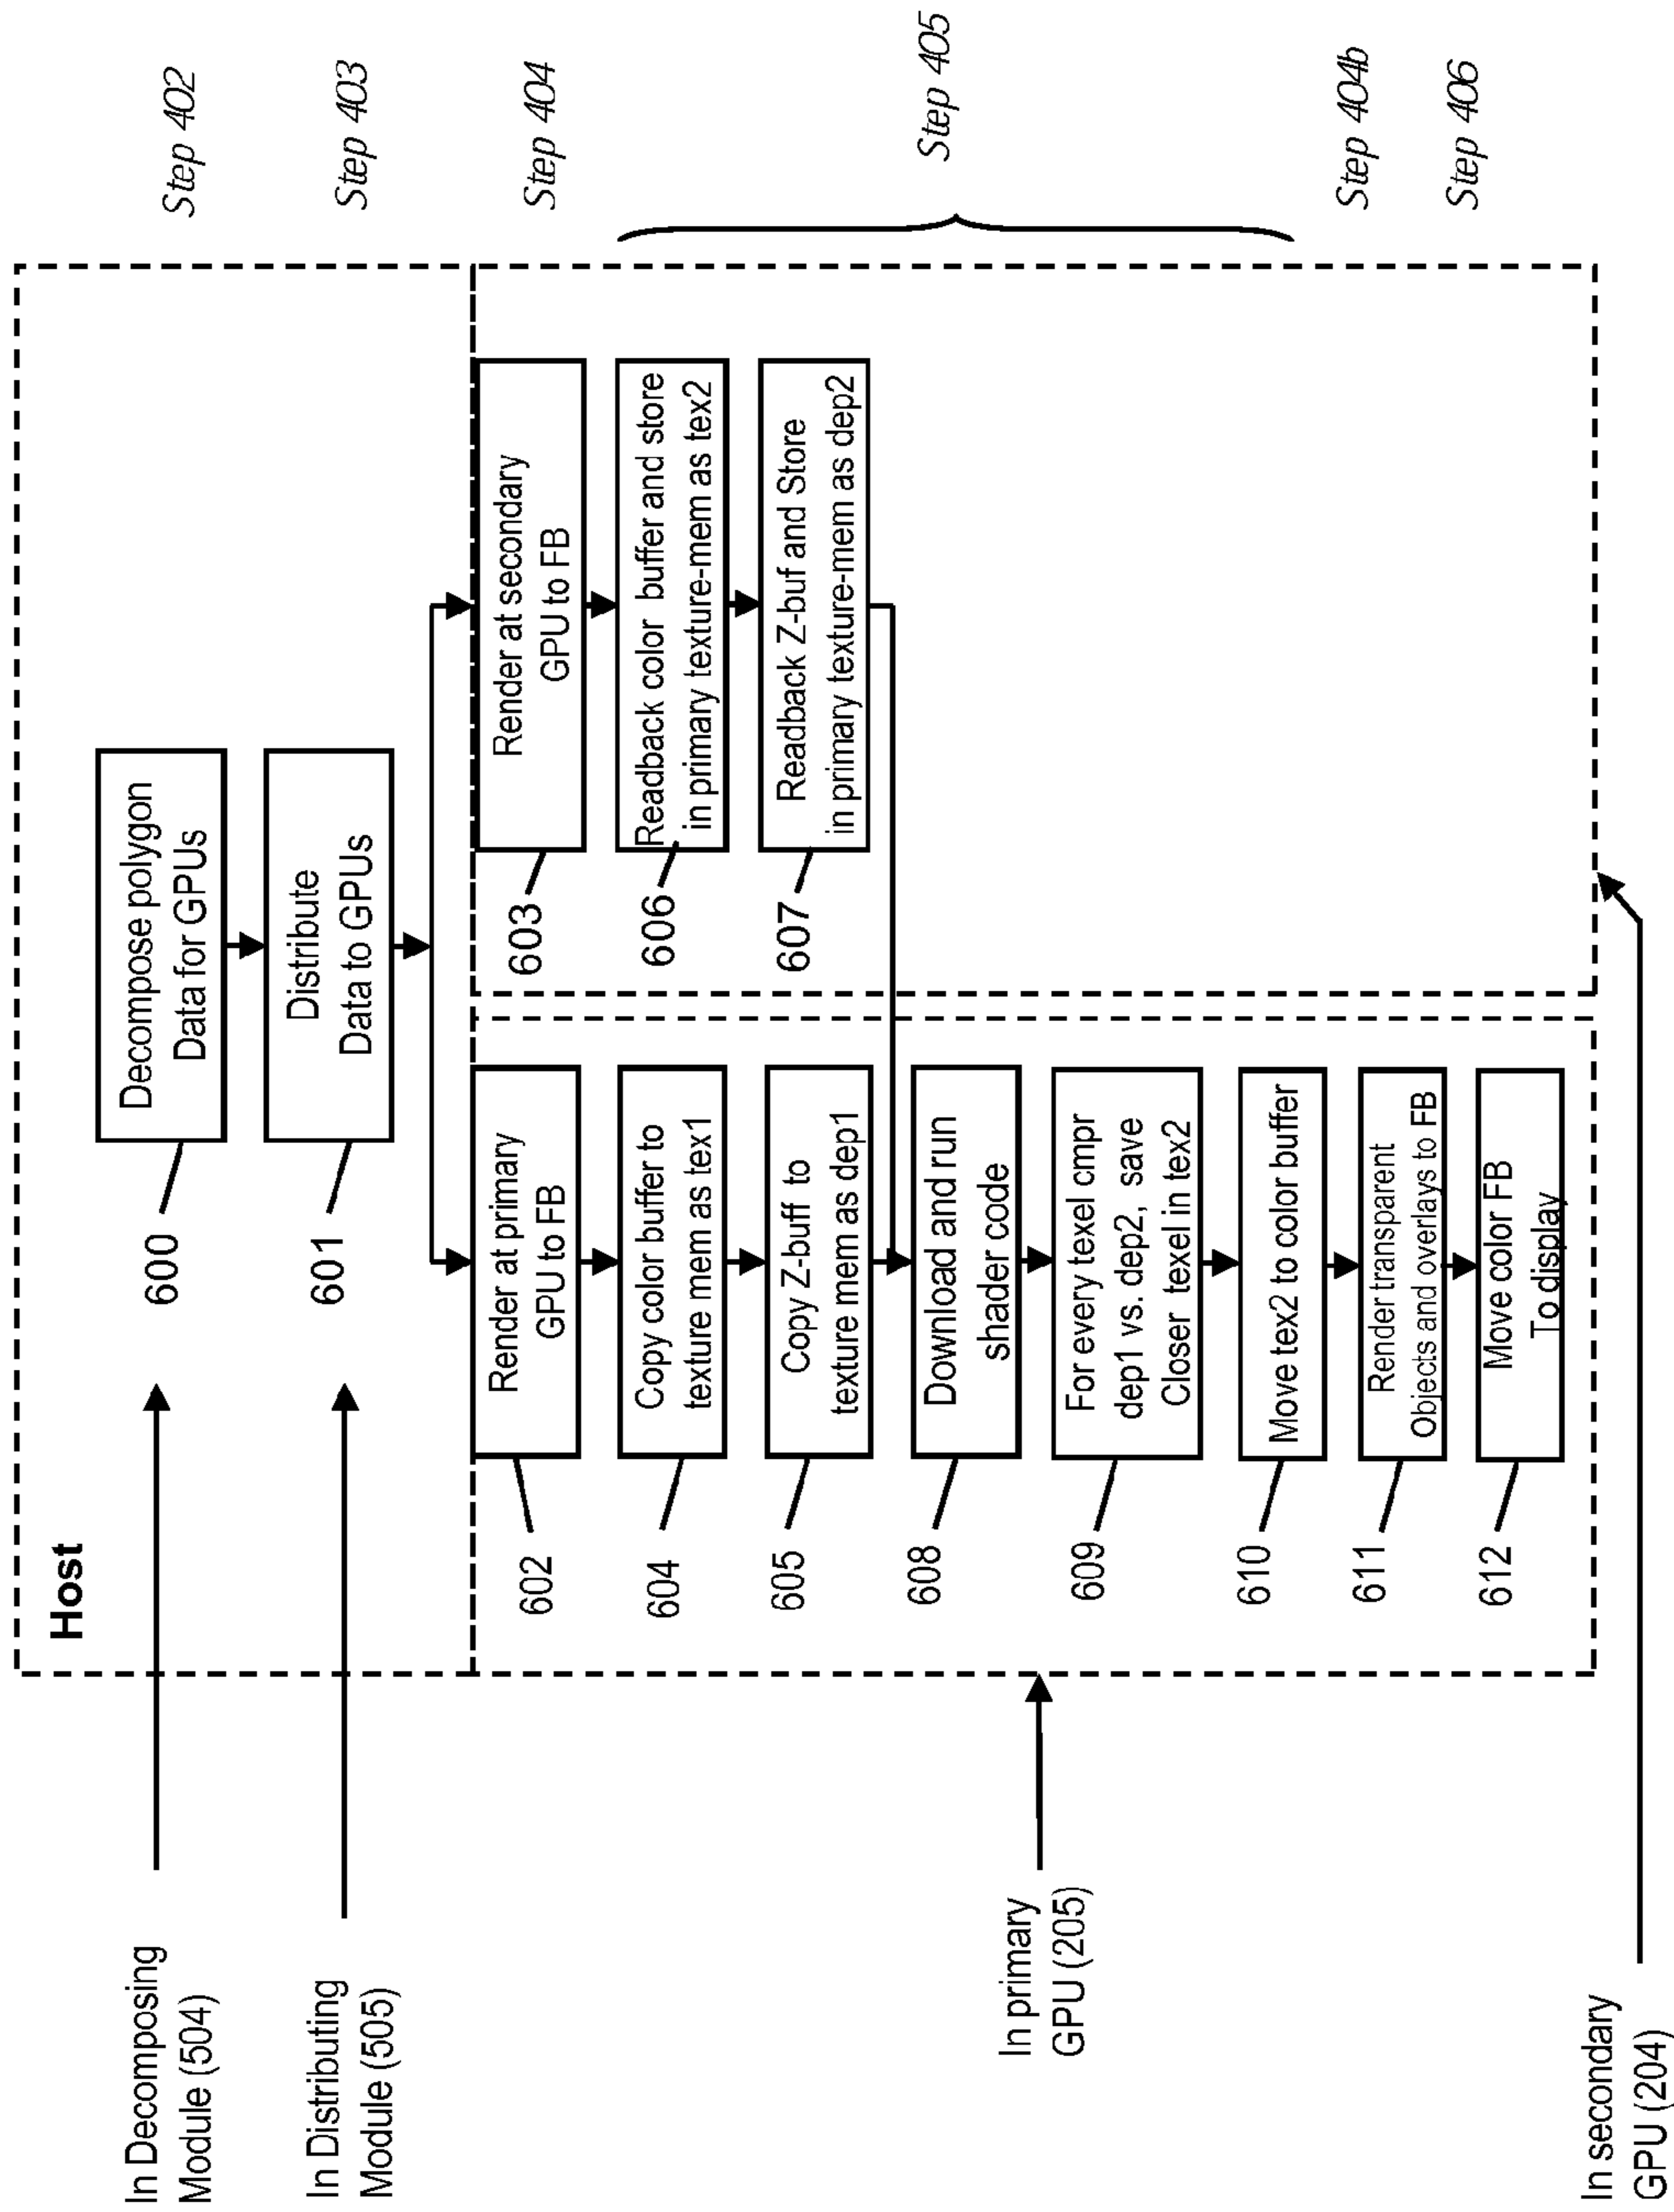 Host
In Decomposing
Module (504)
600
Decompose polygon
Data for GPUs
Step 402
In Distributing
Module (505)
601
Distribute
Data to GPUs
Step 403
602
Render at primary
GPU to FB
603
Render at secondary
GPU to FB
Step 404
604
Copy color buffer to
texture mem as tex1
606
Readback color buffer and store
in primary texture-mem as tex2
605
Copy Z-buff to
texture mem as dep1
607
Readback Z-buf and Store
in primary texture-mem as dep2
Step 405
608
Download and run
shader code
In primary
GPU (205)
609
For every texel cmpr
dep1 vs. dep2, save
Closer texel in tex2
610
Move tex2 to color buffer
611
Render transparent
Objects and overlays to FB
Step 404b
612
Move color FB
To display
Step 406
In secondary
GPU (204)